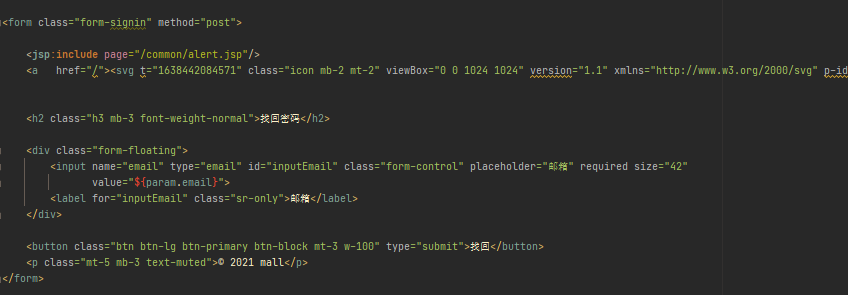 <form class="form-signin" method="post">
<jsp:include page="/common/alert.jsp"/>
<a   href="/"><svg t="1638442084571" class="icon mb-2 mt-2" viewBox="0 0 1024 1024" version="1.1" xmlns="http://www.w3.org/2000/svg" p-id
<h2 class="h3 mb-3 font-weight-normal">找回密码</h2>
<div class="form-floating">
<input name="email" type="email" id="inputEmail" class="form-control" placeholder="邮箱" required size="42"
value="${param.email}">
<label for="inputEmail" class="sr-only">邮箱</label>
</div>
<button class="btn btn-lg btn-primary btn-block mt-3 w-100" type="submit">找回</button>
<p class="mt-5 mb-3 text-muted">© 2021 mall</p>
</form>